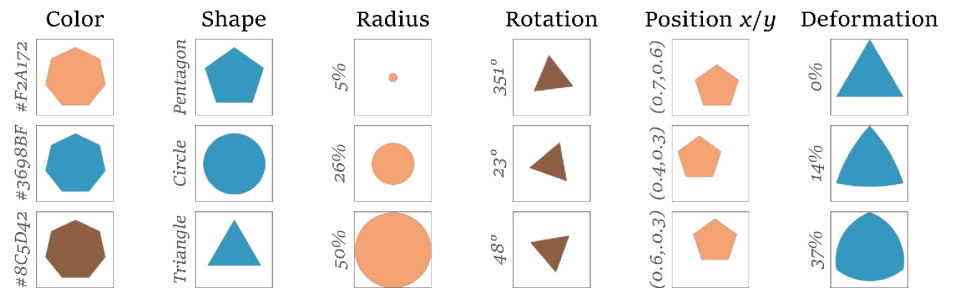 Color Shape Radius Rotation Position x/y Deformation
#F2A172 Pentagon 5% 351° (0.7,0.6) 0%
#3698BF Circle 26% 23° (0.4,0.3) 14%
#8C5D42 Triangle 50% 48° (0.6,0.3) 37%